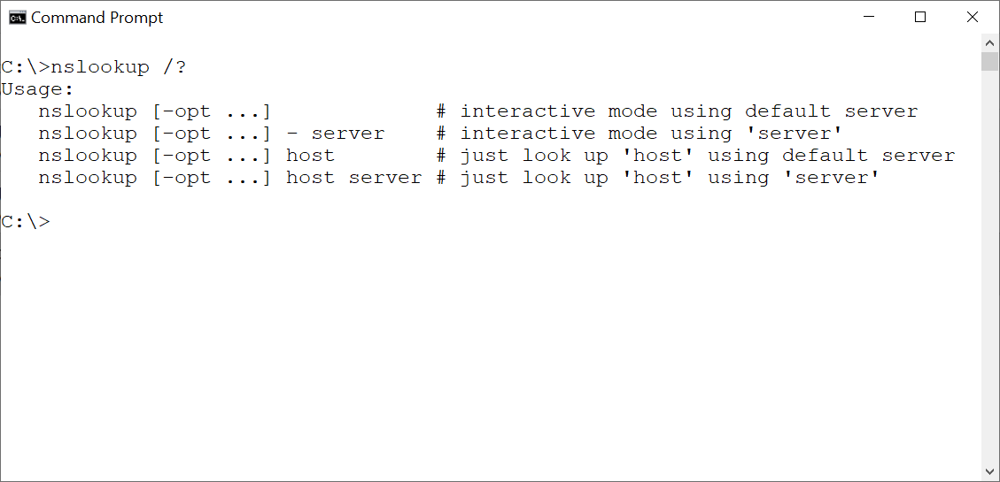 Command Prompt
C:\>nslookup /?
Usage:
   nslookup [-opt ...]             # interactive mode using default server
   nslookup [-opt ...] - server    # interactive mode using 'server'
   nslookup [-opt ...] host        # just look up 'host' using default server
   nslookup [-opt ...] host server # just look up 'host' using 'server'
C:\>